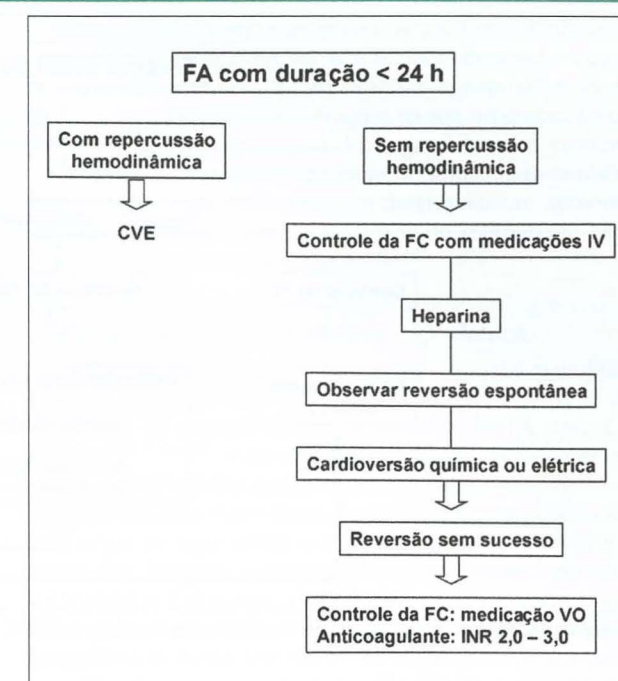 FA com duração < 24 h
Com repercussão
hemodinâmica
CVE
Sem repercussão
hemodinâmica
Controle da FC com medicações IV
Heparina
Observar reversão espontânea
Cardioversão química ou elétrica
Reversão sem sucesso
Controle da FC: medicação VO
Anticoagulante: INR 2,0 – 3,0